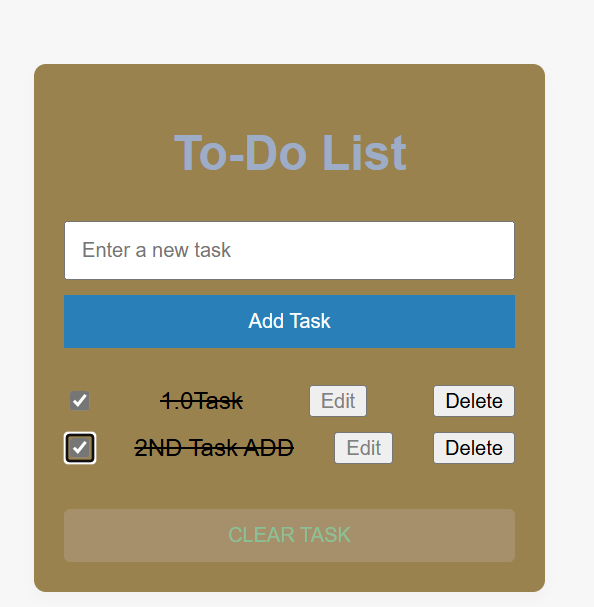 To-Do List
Enter a new task
Add Task
1.0Task Edit Delete
2ND Task ADD Edit Delete
CLEAR TASK